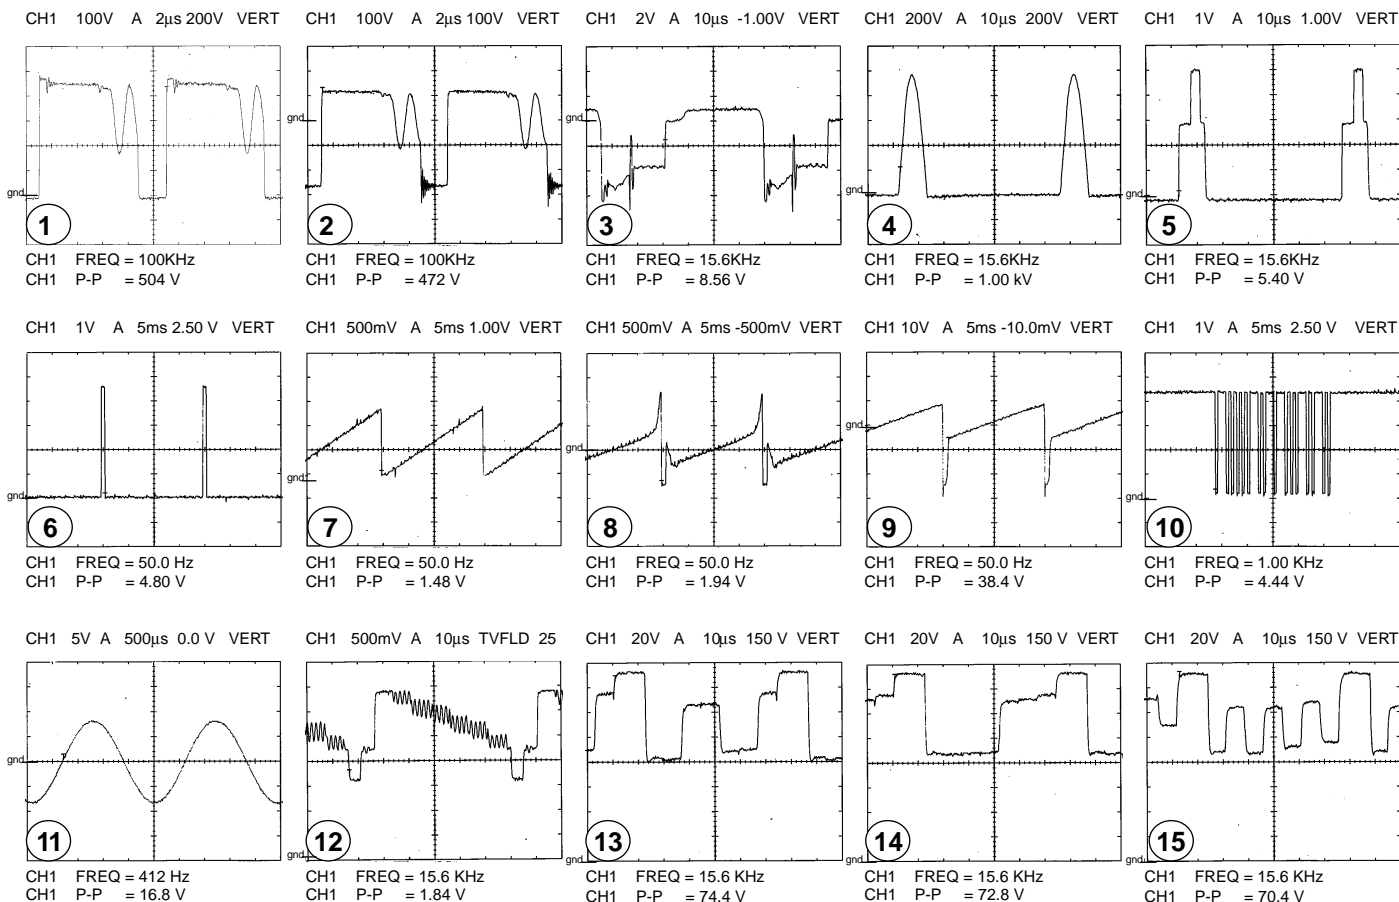 CH1 100V A 2µs 200V VERT
CH1 100V A 2µs 100V VERT
CH1 2V A 10µs -1.00V VERT
CH1 200V A 10µs 200V VERT
CH1 1V A 10µs 1.00V VERT
gnd
gnd
gnd
gnd
gnd
1
2
3
4
5
CH1 FREQ = 100KHz
CH1 P-P = 504 V
CH1 FREQ = 100KHz
CH1 P-P = 472 V
CH1 FREQ = 15.6KHz
CH1 P-P = 8.56 V
CH1 FREQ = 15.6KHz
CH1 P-P = 1.00 kV
CH1 FREQ = 15.6KHz
CH1 P-P = 5.40 V
CH1 1V A 5ms 2.50 V VERT
CH1 500mV A 5ms 1.00V VERT
CH1 500mV A 5ms -500mV VERT
CH1 10V A 5ms -10.0mV VERT
CH1 1V A 5ms 2.50 V VERT
gnd
gnd
gnd
gnd
gnd
6
7
8
9
10
CH1 FREQ = 50.0 Hz
CH1 P-P = 4.80 V
CH1 FREQ = 50.0 Hz
CH1 P-P = 1.48 V
CH1 FREQ = 50.0 Hz
CH1 P-P = 1.94 V
CH1 FREQ = 50.0 Hz
CH1 P-P = 38.4 V
CH1 FREQ = 1.00 KHz
CH1 P-P = 4.44 V
CH1 5V A 500µs 0.0 V VERT
CH1 500mV A 10µs TVFLD 25
CH1 20V A 10µs 150 V VERT
CH1 20V A 10µs 150 V VERT
CH1 20V A 10µs 150 V VERT
gnd
gnd
gnd
gnd
gnd
11
12
13
14
15
CH1 FREQ = 412 Hz
CH1 P-P = 16.8 V
CH1 FREQ = 15.6 KHz
CH1 P-P = 1.84 V
CH1 FREQ = 15.6 KHz
CH1 P-P = 74.4 V
CH1 FREQ = 15.6 KHz
CH1 P-P = 72.8 V
CH1 FREQ = 15.6 KHz
CH1 P-P = 70.4 V